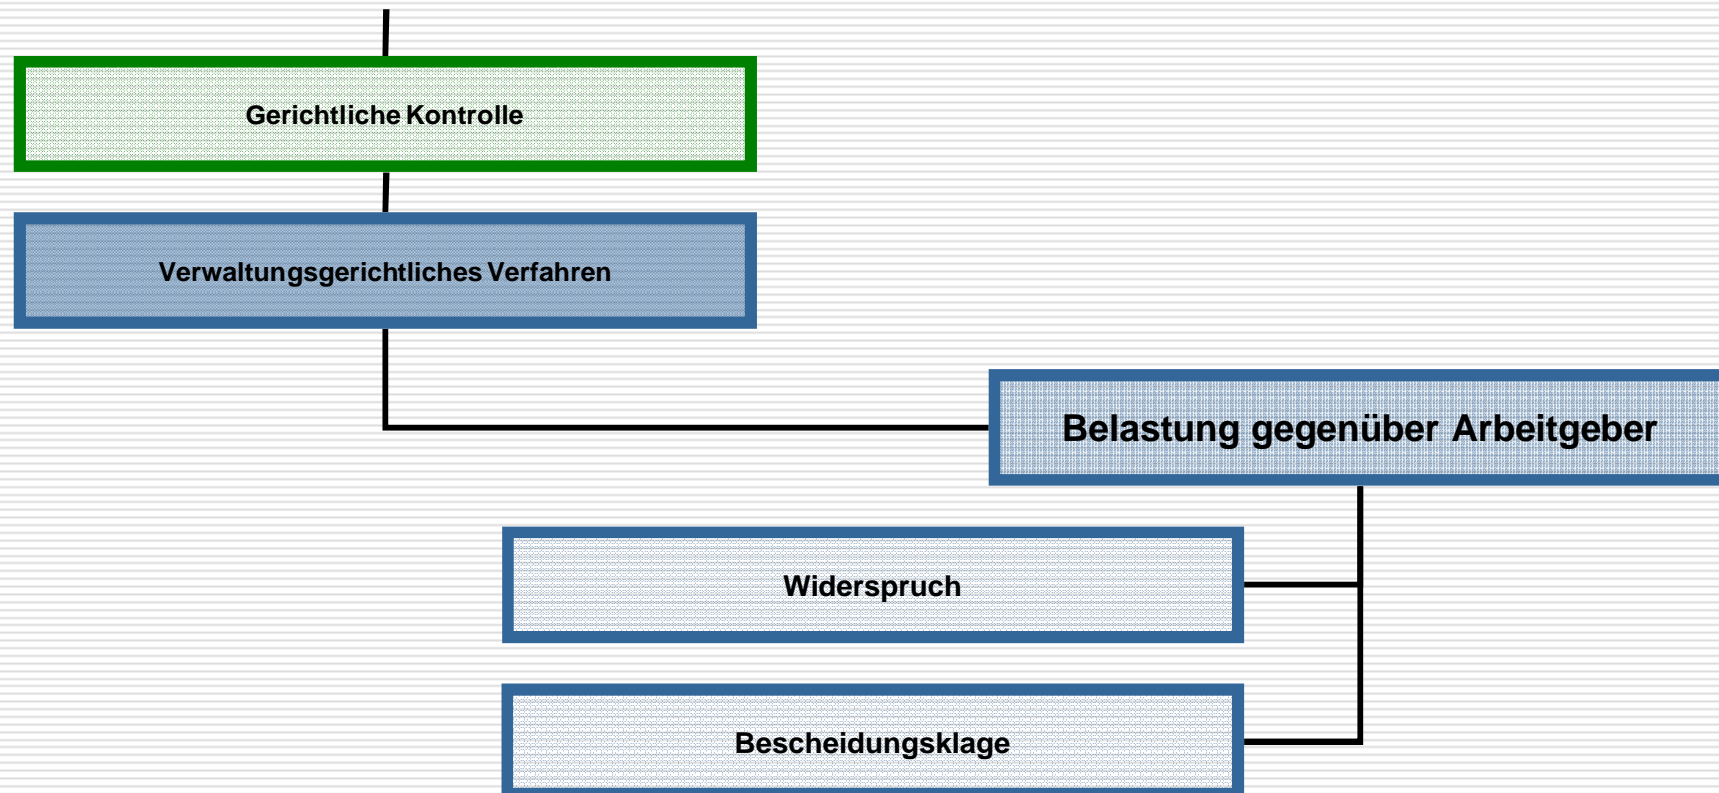 Gerichtliche Kontrolle
Verwaltungsgerichtliches Verfahren
Belastung gegenüber Arbeitgeber
Widerspruch
Bescheidungsklage